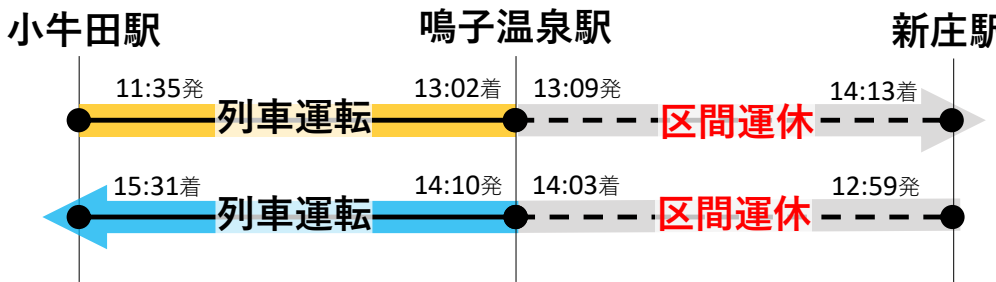 小牛田駅 鳴子温泉駅 新庄駅
11:35発 13:02着 13:09発 14:13着
列車運転 区間運休
15:31着 14:10発 14:03着 12:59発
列車運転 区間運休